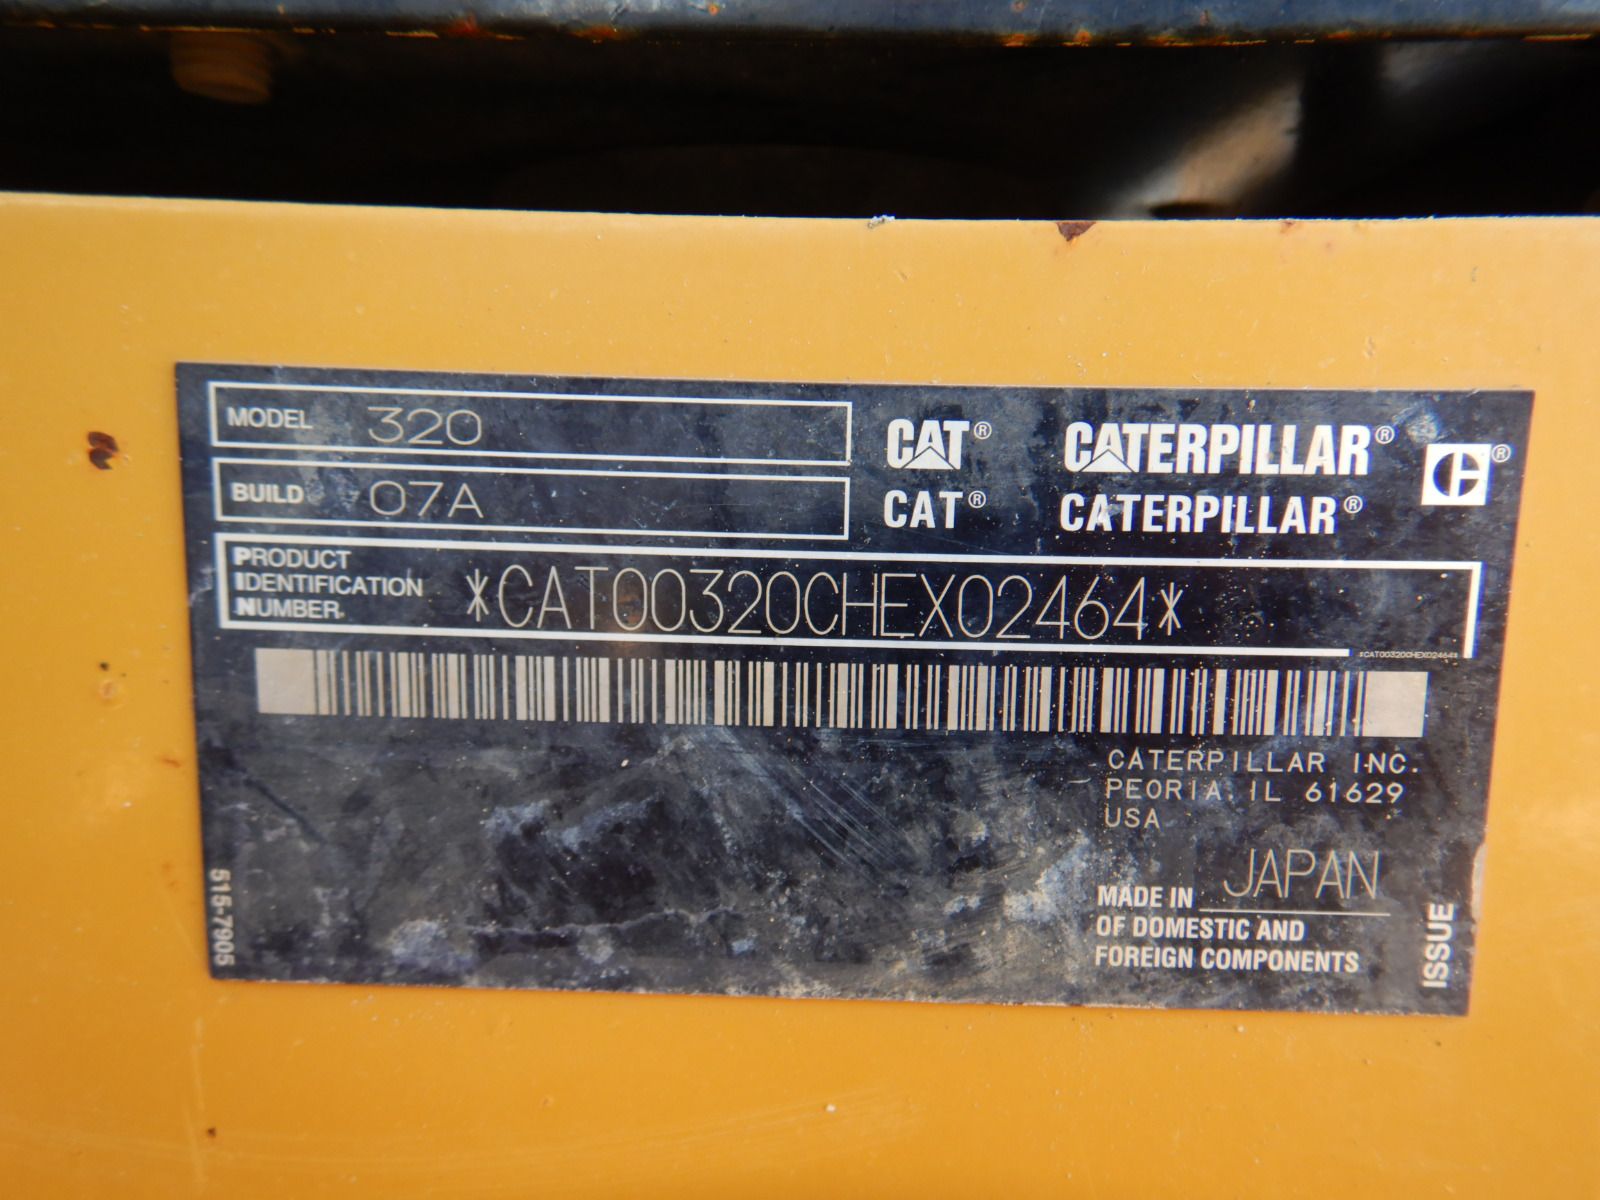 MODEL 320
BUILD 07A
CAT® CATERPILLAR® ®
CAT® CATERPILLAR®
PRODUCT
IDENTIFICATION
NUMBER
*CAT00320CHEX02464*
*CAT00320CHEX02464*
CATERPILLAR INC.
PEORIA, IL 61629
USA
MADE IN JAPAN
OF DOMESTIC AND
FOREIGN COMPONENTS
515-7905
ISSUE